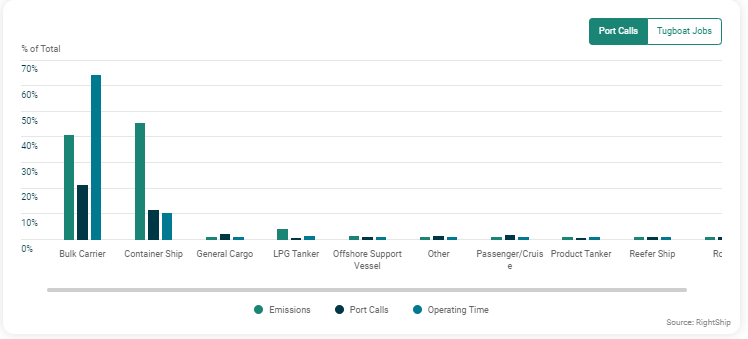 Port Calls
Tugboat Jobs
% of Total
70%
60%
50%
40%
30%
20%
10%
0%
Bulk Carrier
Container Ship
General Cargo
LPG Tanker
Offshore Support
Vessel
Other
Passenger/Cruis
e
Product Tanker
Reefer Ship
Ro
Emissions
Port Calls
Operating Time
Source: RightShip